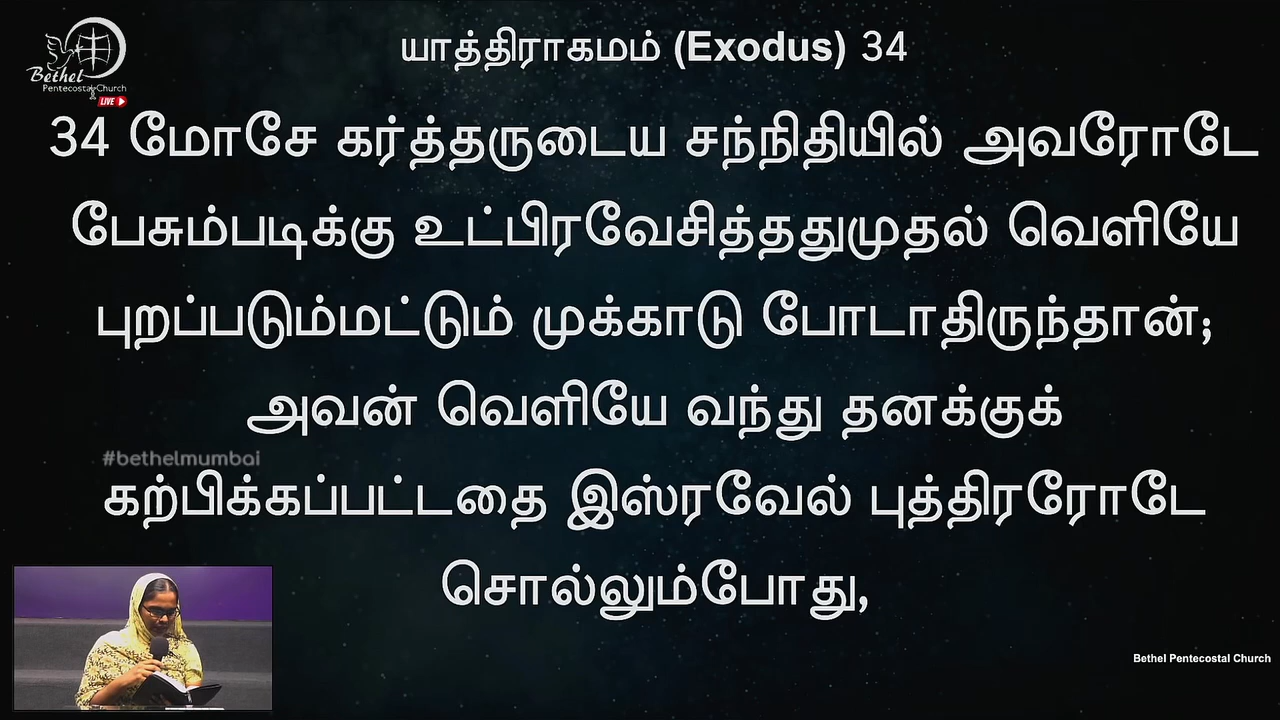 Bethel
Pentecostal Church
LIVE
யாத்திராகமம் (Exodus) 34
34 மோசே கர்த்தருடைய சந்நிதியில் அவரோடே
பேசும்படிக்கு உட்பிரவேசித்ததுமுதல் வெளியே
புறப்படும்மட்டும் முக்காடு போடாதிருந்தான்;
அவன் வெளியே வந்து தனக்குக்
#bethelmumbai
கற்பிக்கப்பட்டதை இஸ்ரவேல் புத்திரரோடே
சொல்லும்போது,
Bethel Pentecostal Church